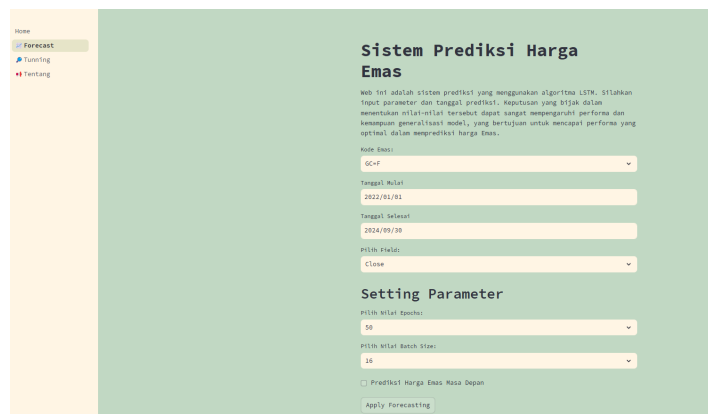 Home
Forecast
Tunning
Tentang
Sistem Prediksi Harga
Emas
Web ini adalah sistem prediksi yang menggunakan algoritma LSTM. Silahkan
input parameter dan tanggal prediksi. Keputusan yang bijak dalam
menentukan nilai-nilai tersebut dapat sangat mempengaruhi performa dan
kemampuan generalisasi model, yang bertujuan untuk mencapai performa yang
optimal dalam memprediksi harga Emas.
Kode Emas:
GC=F
Tanggal Mulai
2022/01/01
Tanggal Selesai
2024/09/30
Pilih Field:
Close
Setting Parameter
Pilih Nilai Epochs:
50
Pilih Nilai Batch Size:
16
Prediksi Harga Emas Masa Depan
Apply Forecasting